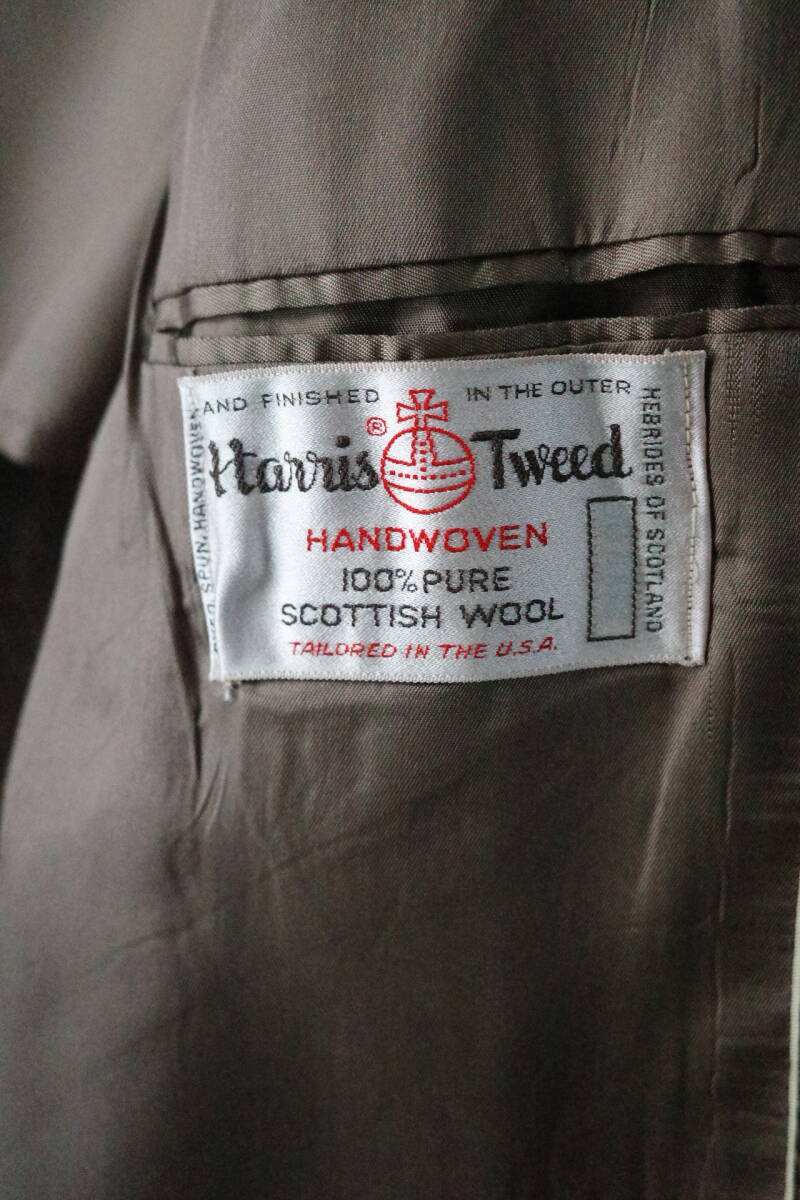 SPUN, HANDWOVEN
AND FINISHED IN THE OUTER
HEBRIDES OF SCOTLAND
Harris® Tweed
HANDWOVEN
100% PURE
SCOTTISH WOOL
TAILORED IN THE U.S.A.